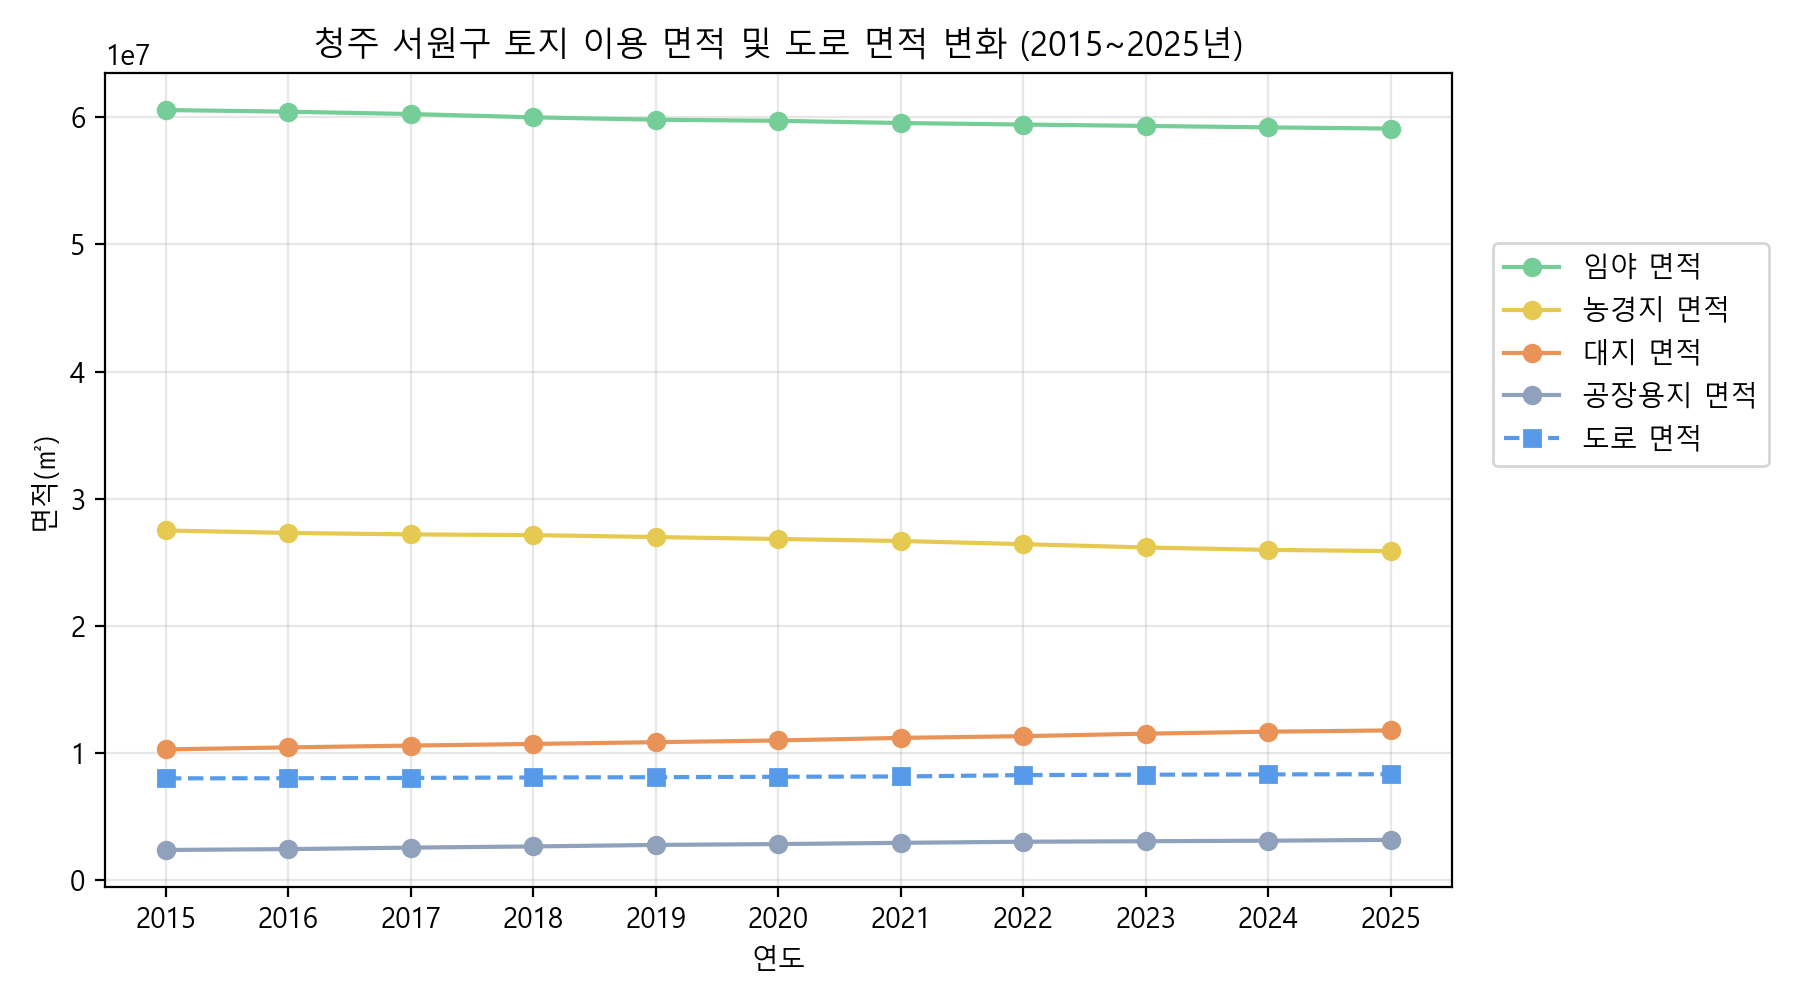 청주 서원구 토지 이용 면적 및 도로 면적 변화 (2015~2025년)
1e7
6
5
4
3
2
1
0
면적(㎡)
2015 2016 2017 2018 2019 2020 2021 2022 2023 2024 2025
연도
임야 면적
농경지 면적
대지 면적
공장용지 면적
도로 면적